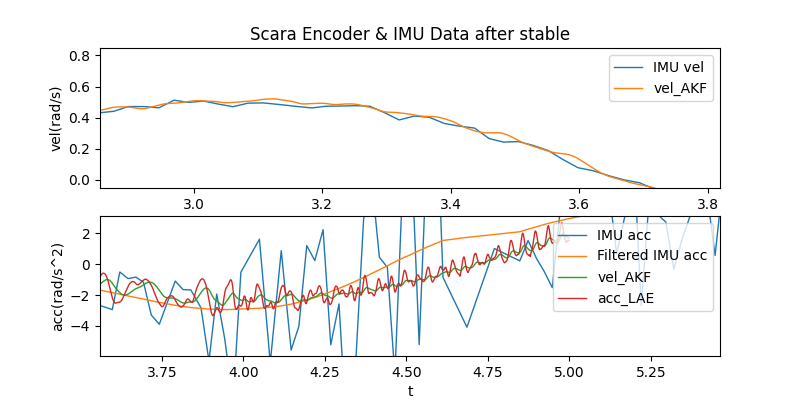 Scara Encoder & IMU Data after stable
vel(rad/s)
0.8
0.6
0.4
0.2
0.0
IMU vel
vel_AKF
3.0 3.2 3.4 3.6 3.8
acc(rad/s^2)
2
0
−2
−4
IMU acc
Filtered IMU acc
vel_AKF
acc_LAE
3.75 4.00 4.25 4.50 4.75 5.00 5.25
t